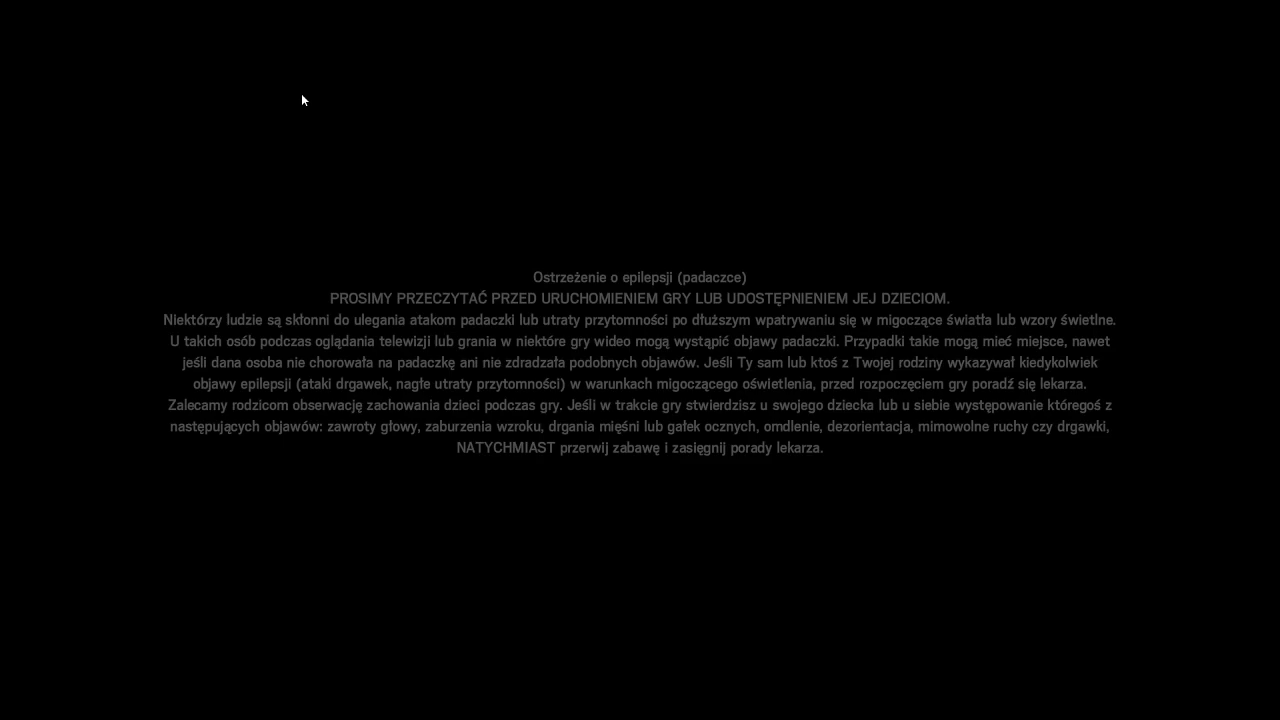 Ostrzeżenie o epilepsji (padaczce)
PROSIMY PRZECZYTAĆ PRZED URUCHOMIENIEM GRY LUB UDOSTĘPNIENIEM JEJ DZIECIOM.
Niektórzy ludzie są skłonni do ulegania atakom padaczki lub utraty przytomności po dłuższym wpatrywaniu się w migoczące światła lub wzory świetlne.
U takich osób podczas oglądania telewizji lub grania w niektóre gry wideo mogą wystąpić objawy padaczki. Przypadki takie mogą mieć miejsce, nawet
jeśli dana osoba nie chorowała na padaczkę ani nie zdradzała podobnych objawów. Jeśli Ty sam lub ktoś z Twojej rodziny wykazywał kiedykolwiek
objawy epilepsji (ataki drgawek, nagłe utraty przytomności) w warunkach migoczącego oświetlenia, przed rozpoczęciem gry poradź się lekarza.
Zalecamy rodzicom obserwację zachowania dzieci podczas gry. Jeśli w trakcie gry stwierdzisz u swojego dziecka lub u siebie występowanie któregoś z
następujących objawów: zawroty głowy, zaburzenia wzroku, drgania mięśni lub gałek ocznych, omdlenie, dezorientacja, mimowolne ruchy czy drgawki,
NATYCHMIAST przerwij zabawę i zasięgnij porady lekarza.